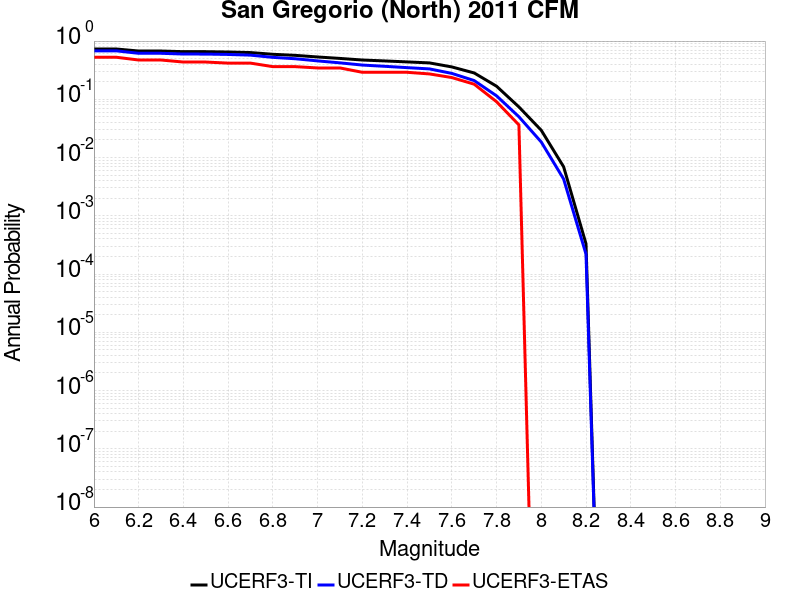 San Gregorio (North) 2011 CFM
Annual Probability
10^0
10^-1
10^-2
10^-3
10^-4
10^-5
10^-6
10^-7
10^-8
6 6.2 6.4 6.6 6.8 7 7.2 7.4 7.6 7.8 8 8.2 8.4 8.6 8.8 9
Magnitude
UCERF3-TI UCERF3-TD UCERF3-ETAS